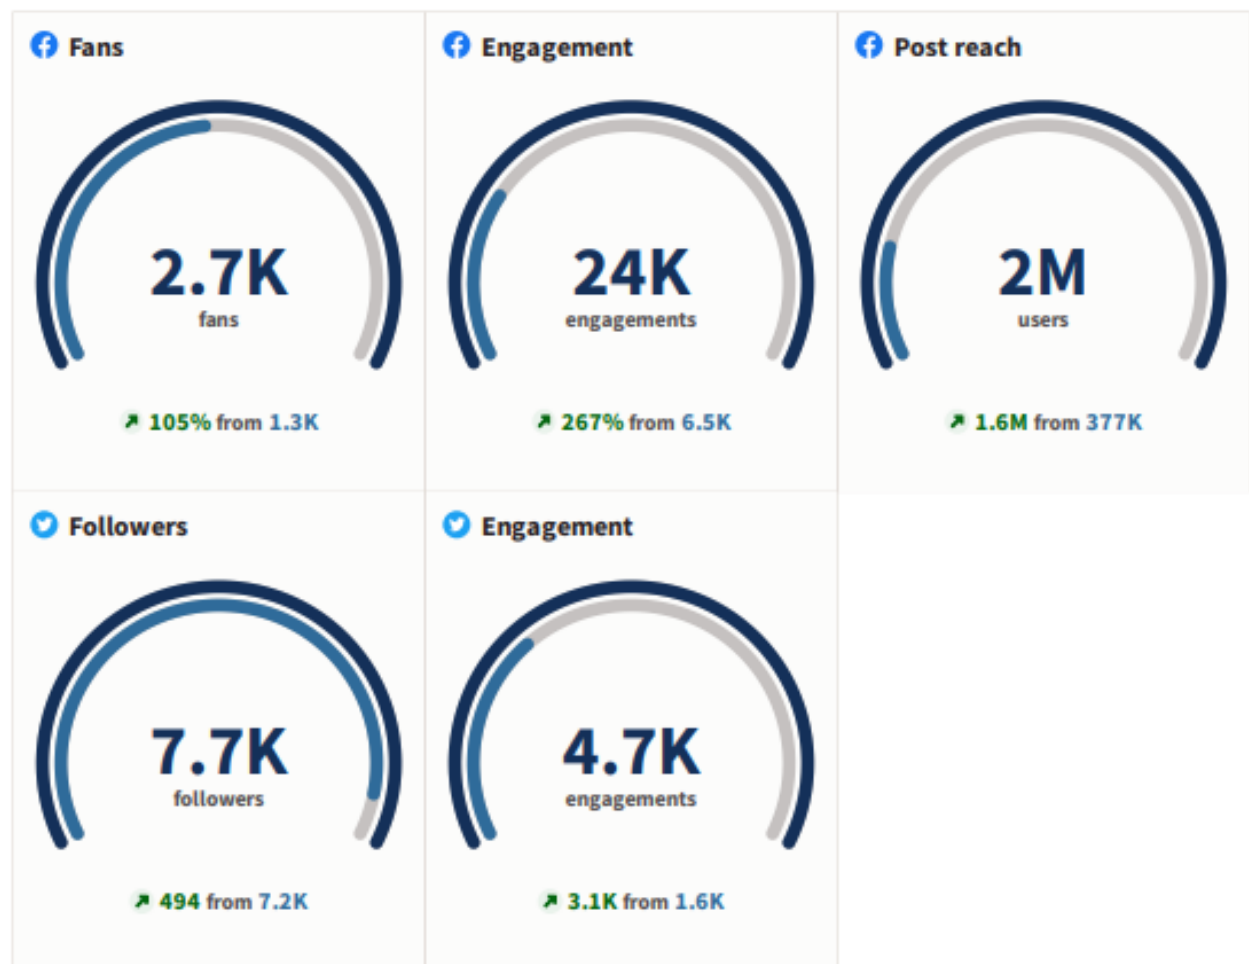 Fans
2.7K
fans
105% from 1.3K
Engagement
24K
engagements
267% from 6.5K
Post reach
2M
users
1.6M from 377K
Followers
7.7K
followers
494 from 7.2K
Engagement
4.7K
engagements
3.1K from 1.6K